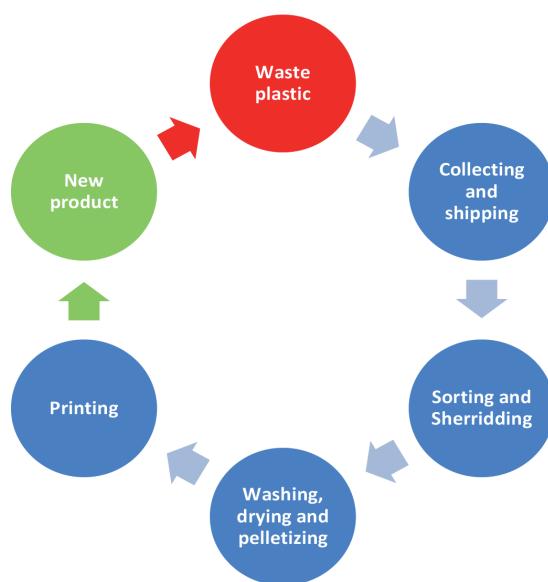 Waste
plastic
Collecting
and
shipping
Sorting and
Sherridding
Washing,
drying and
pelletizing
Printing
New
product